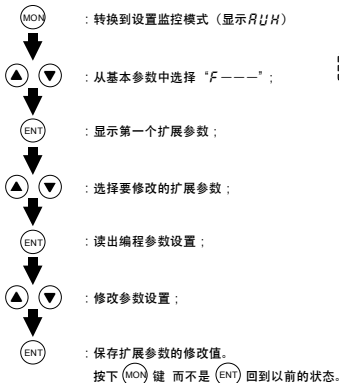 MON ：转换到设置监控模式（显示AUH）
：从基本参数中选择 “F－－－”；
ENT ：显示第一个扩展参数；
：选择要修改的扩展参数；
ENT ：读出编程参数设置；
：修改参数设置；
ENT ：保存扩展参数的修改值。
按下 MON 键 而不是 ENT 回到以前的状态。